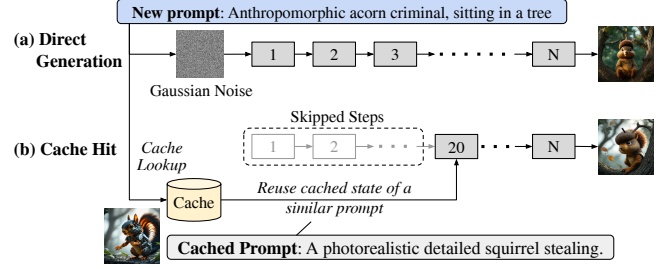 New prompt: Anthropomorphic acorn criminal, sitting in a tree
(a) Direct
Generation
1 2 3 . . . . . . N
Gaussian Noise
Skipped Steps
(b) Cache Hit
Cache
Lookup
1 2 . . . . 20 . . . . N
Cache
Reuse cached state of a
similar prompt
Cached Prompt: A photorealistic detailed squirrel stealing.